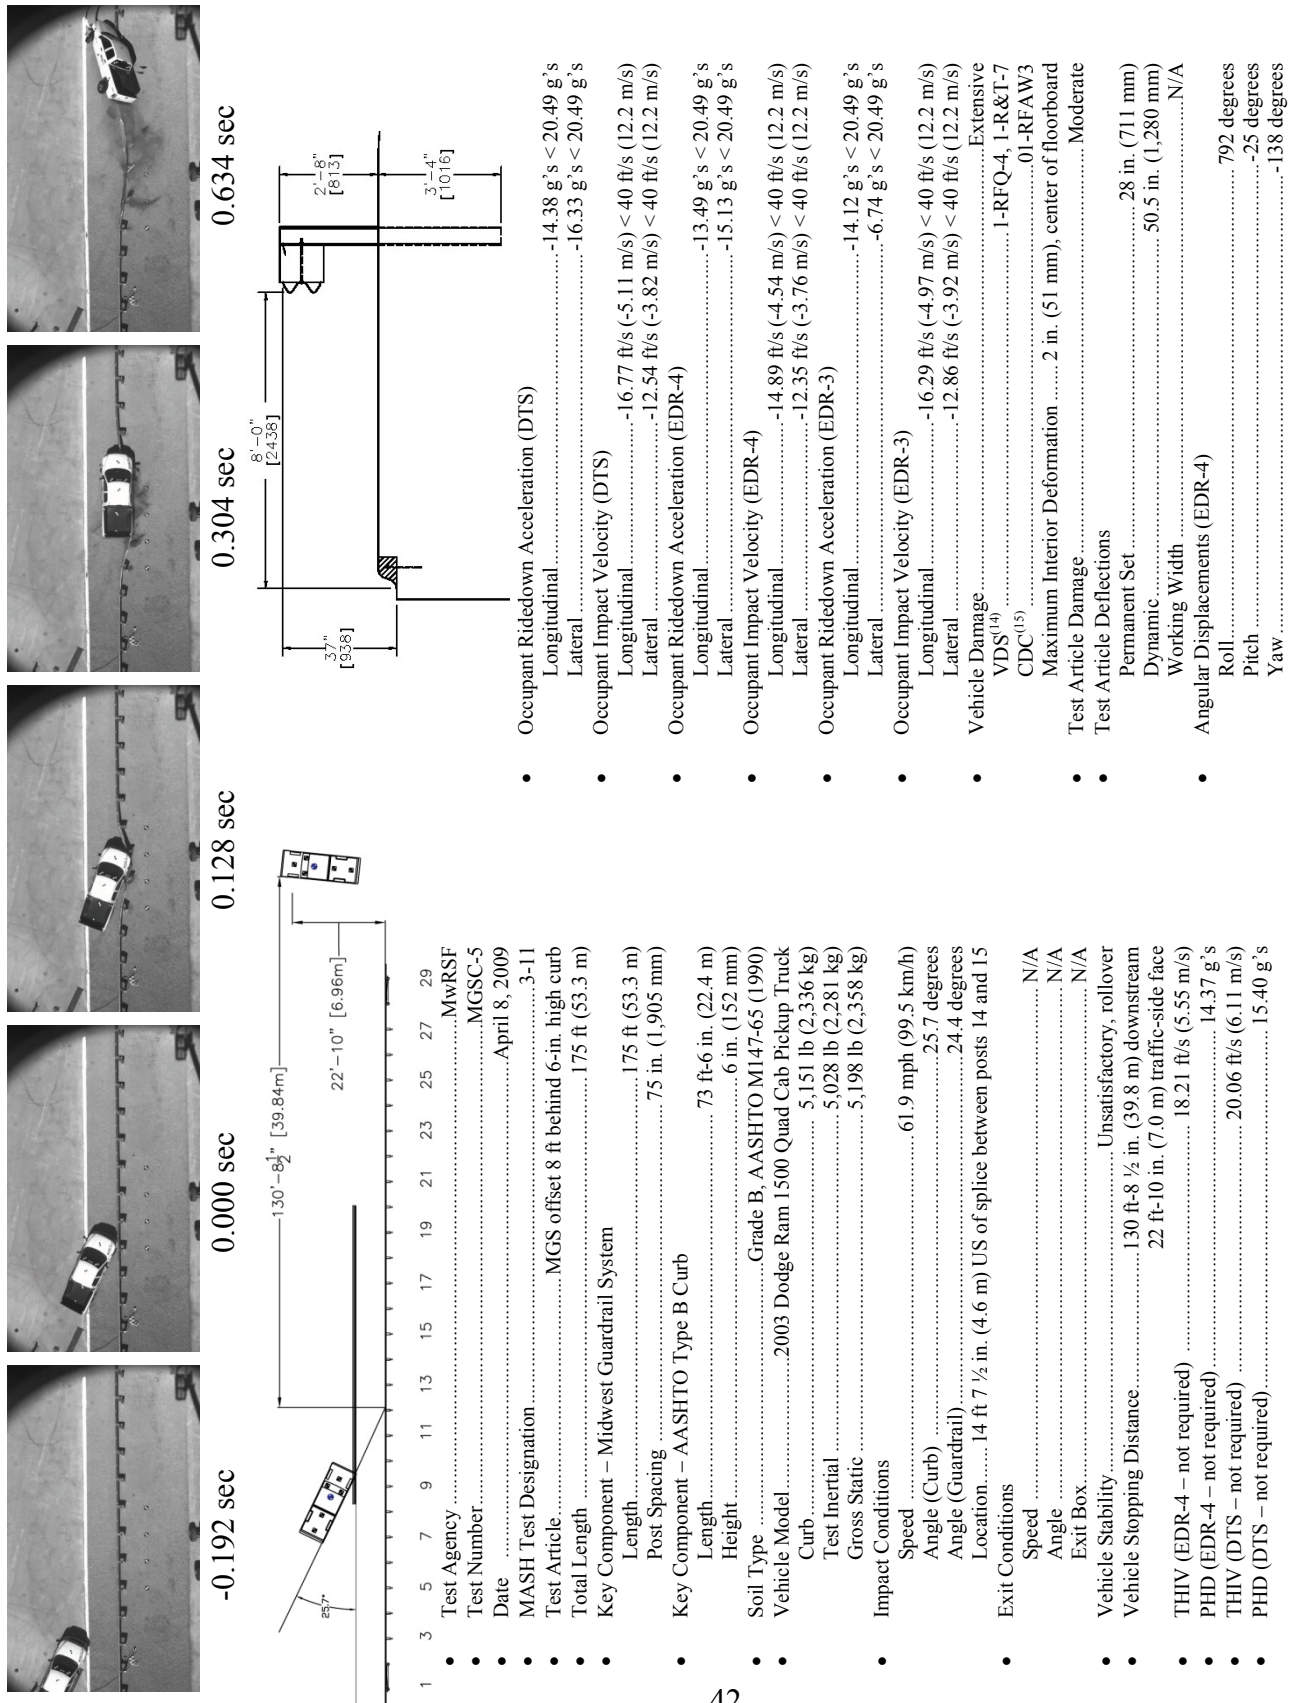 -0.192 sec
0.000 sec
0.128 sec
0.304 sec
0.634 sec
130'-8½" [39.84m]
22'-10" [6.96m]
25.7°
1 3 5 7 9 11 13 15 17 19 21 23 25 27 29
8'-0"
[2438]
37"
[938]
2'-8"
[813]
3'-4"
[1016]
• Test Agency ... MwRSF
• Test Number ... MGSC-5
• Date ... April 8, 2009
• MASH Test Designation ... 3-11
• Test Article ... MGS offset 8 ft behind 6-in. high curb
• Total Length ... 175 ft (53.3 m)
• Key Component – Midwest Guardrail System
Length ... 175 ft (53.3 m)
Post Spacing ... 75 in. (1,905 mm)
• Key Component – AASHTO Type B Curb
Length ... 73 ft-6 in. (22.4 m)
Height ... 6 in. (152 mm)
• Soil Type ... Grade B, AASHTO M147-65 (1990)
• Vehicle Model ... 2003 Dodge Ram 1500 Quad Cab Pickup Truck
Curb ... 5,151 lb (2,336 kg)
Test Inertial ... 5,028 lb (2,281 kg)
Gross Static ... 5,198 lb (2,358 kg)
• Impact Conditions
Speed ... 61.9 mph (99.5 km/h)
Angle (Curb) ... 25.7 degrees
Angle (Guardrail) ... 24.4 degrees
Location ... 14 ft 7 ½ in. (4.6 m) US of splice between posts 14 and 15
• Exit Conditions
Speed ... N/A
Angle ... N/A
Exit Box ... N/A
• Vehicle Stability ... Unsatisfactory, rollover
• Vehicle Stopping Distance ... 130 ft-8 ½ in (39.8 m) downstream
22 ft-10 in. (7.0 m) traffic-side face
• THIV (EDR-4 – not required) ... 18.21 ft/s (5.55 m/s)
• PHD (EDR-4 – not required) ... 14.37 g's
• THIV (DTS – not required) ... 20.06 ft/s (6.11 m/s)
• PHD (DTS – not required) ... 15.40 g's
• Occupant Ridedown Acceleration (DTS)
Longitudinal ... -14.38 g's < 20.49 g's
Lateral ... -16.33 g's < 20.49 g's
• Occupant Impact Velocity (DTS)
Longitudinal ... -16.77 ft/s (-5.11 m/s) < 40 ft/s (12.2 m/s)
Lateral ... -12.54 ft/s (-3.82 m/s) < 40 ft/s (12.2 m/s)
• Occupant Ridedown Acceleration (EDR-4)
Longitudinal ... -13.49 g's < 20.49 g's
Lateral ... -15.13 g's < 20.49 g's
• Occupant Impact Velocity (EDR-4)
Longitudinal ... -14.89 ft/s (-4.54 m/s) < 40 ft/s (12.2 m/s)
Lateral ... -12.35 ft/s (-3.76 m/s) < 40 ft/s (12.2 m/s)
• Occupant Ridedown Acceleration (EDR-3)
Longitudinal ... -14.12 g's < 20.49 g's
Lateral ... -6.74 g's < 20.49 g's
• Occupant Impact Velocity (EDR-3)
Longitudinal ... -16.29 ft/s (-4.97 m/s) < 40 ft/s (12.2 m/s)
Lateral ... -12.86 ft/s (-3.92 m/s) < 40 ft/s (12.2 m/s)
• Vehicle Damage ... Extensive
VDS(14) ... 1-RFQ-4, 1-R&T-7
CDC(15) ... 01-RFAW3
Maximum Interior Deformation ... 2 in. (51 mm), center of floorboard
• Test Article Damage ... Moderate
• Test Article Deflections
Permanent Set ... 28 in. (711 mm)
Dynamic ... 50.5 in. (1,280 mm)
Working Width ... N/A
• Angular Displacements (EDR-4)
Roll ... 792 degrees
Pitch ... -25 degrees
Yaw ... -138 degrees
42